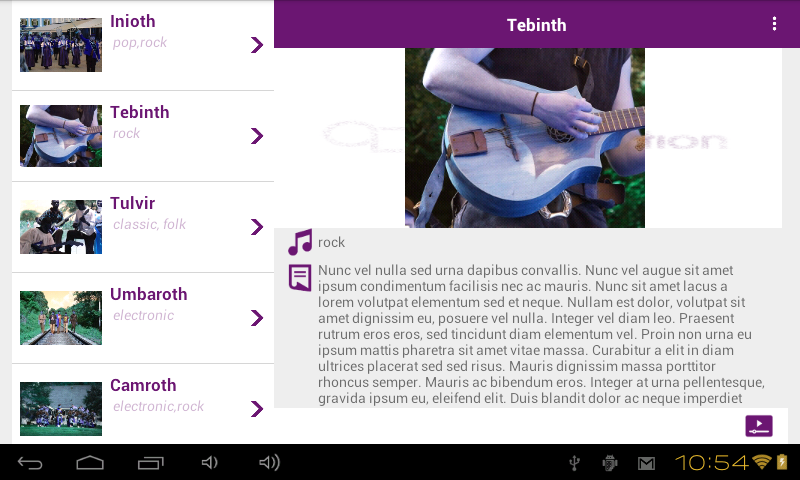 Inioth
pop,rock
Tebinth
rock
Tulvir
classic, folk
Umbaroth
electronic
Camroth
electronic,rock
Tebinth
rock
Nunc vel nulla sed urna dapibus convallis. Nunc vel augue sit amet
ipsum condimentum facilisis nec ac mauris. Nunc sit amet lacus a
lorem volutpat elementum sed et neque. Nullam est dolor, volutpat sit
amet dignissim eu, posuere vel nulla. Integer vel diam leo. Praesent
rutrum eros eros, sed tincidunt diam elementum vel. Proin non urna eu
ipsum mattis pharetra sit amet vitae massa. Curabitur a elit in diam
ultrices placerat sed sed risus. Mauris dignissim massa porttitor
rhoncus semper. Mauris ac bibendum eros. Integer at urna pellentesque,
gravida ipsum eu, eleifend elit. Duis blandit dolor ac neque imperdiet
10:54